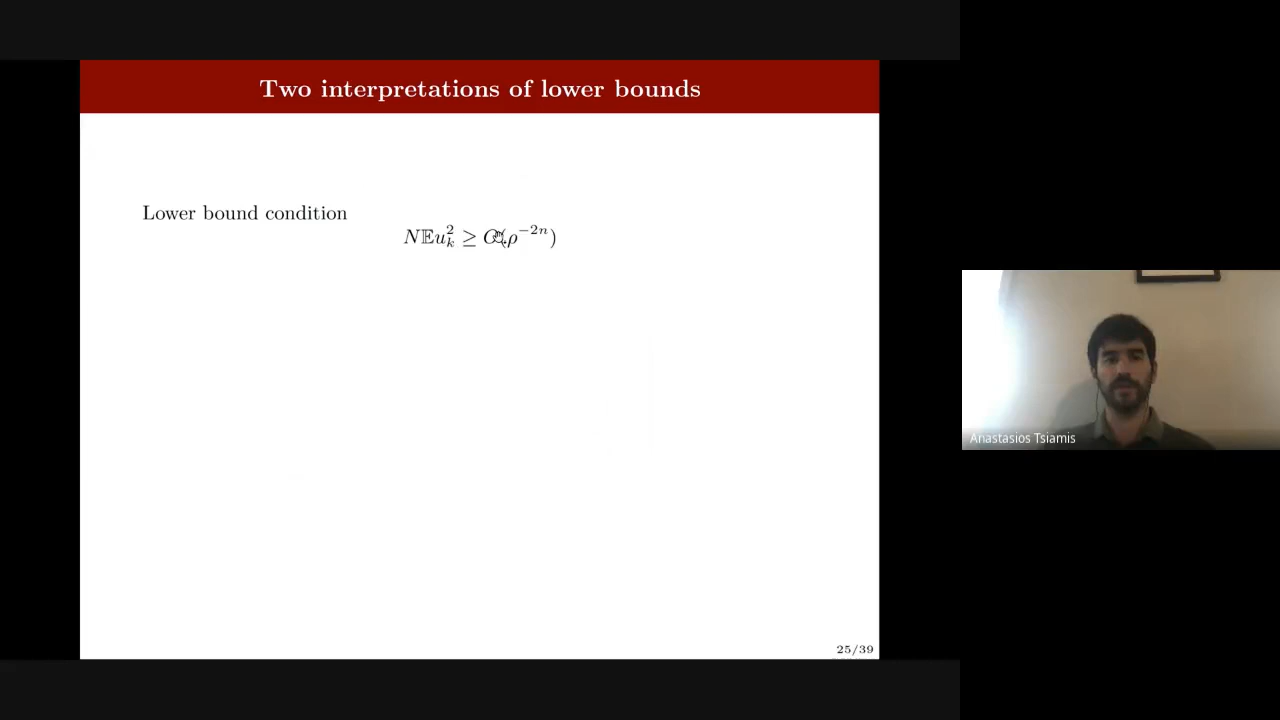 Two interpretations of lower bounds
Lower bound condition
N𝔼u_k^2 ≥ O(ρ^{-2n})
25/39
Anastasios Tsiamis